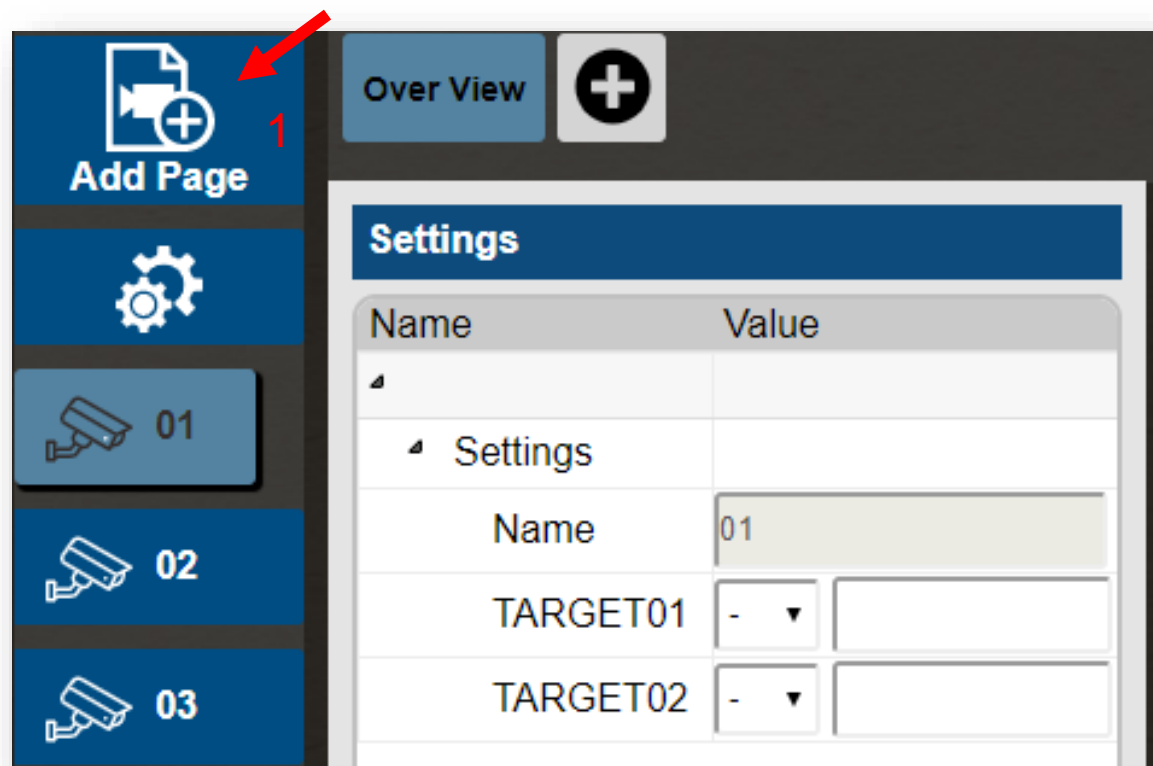 1
Add Page
Over View
Settings
Name Value
Settings
Name 01
TARGET01 -
TARGET02 -
01
02
03